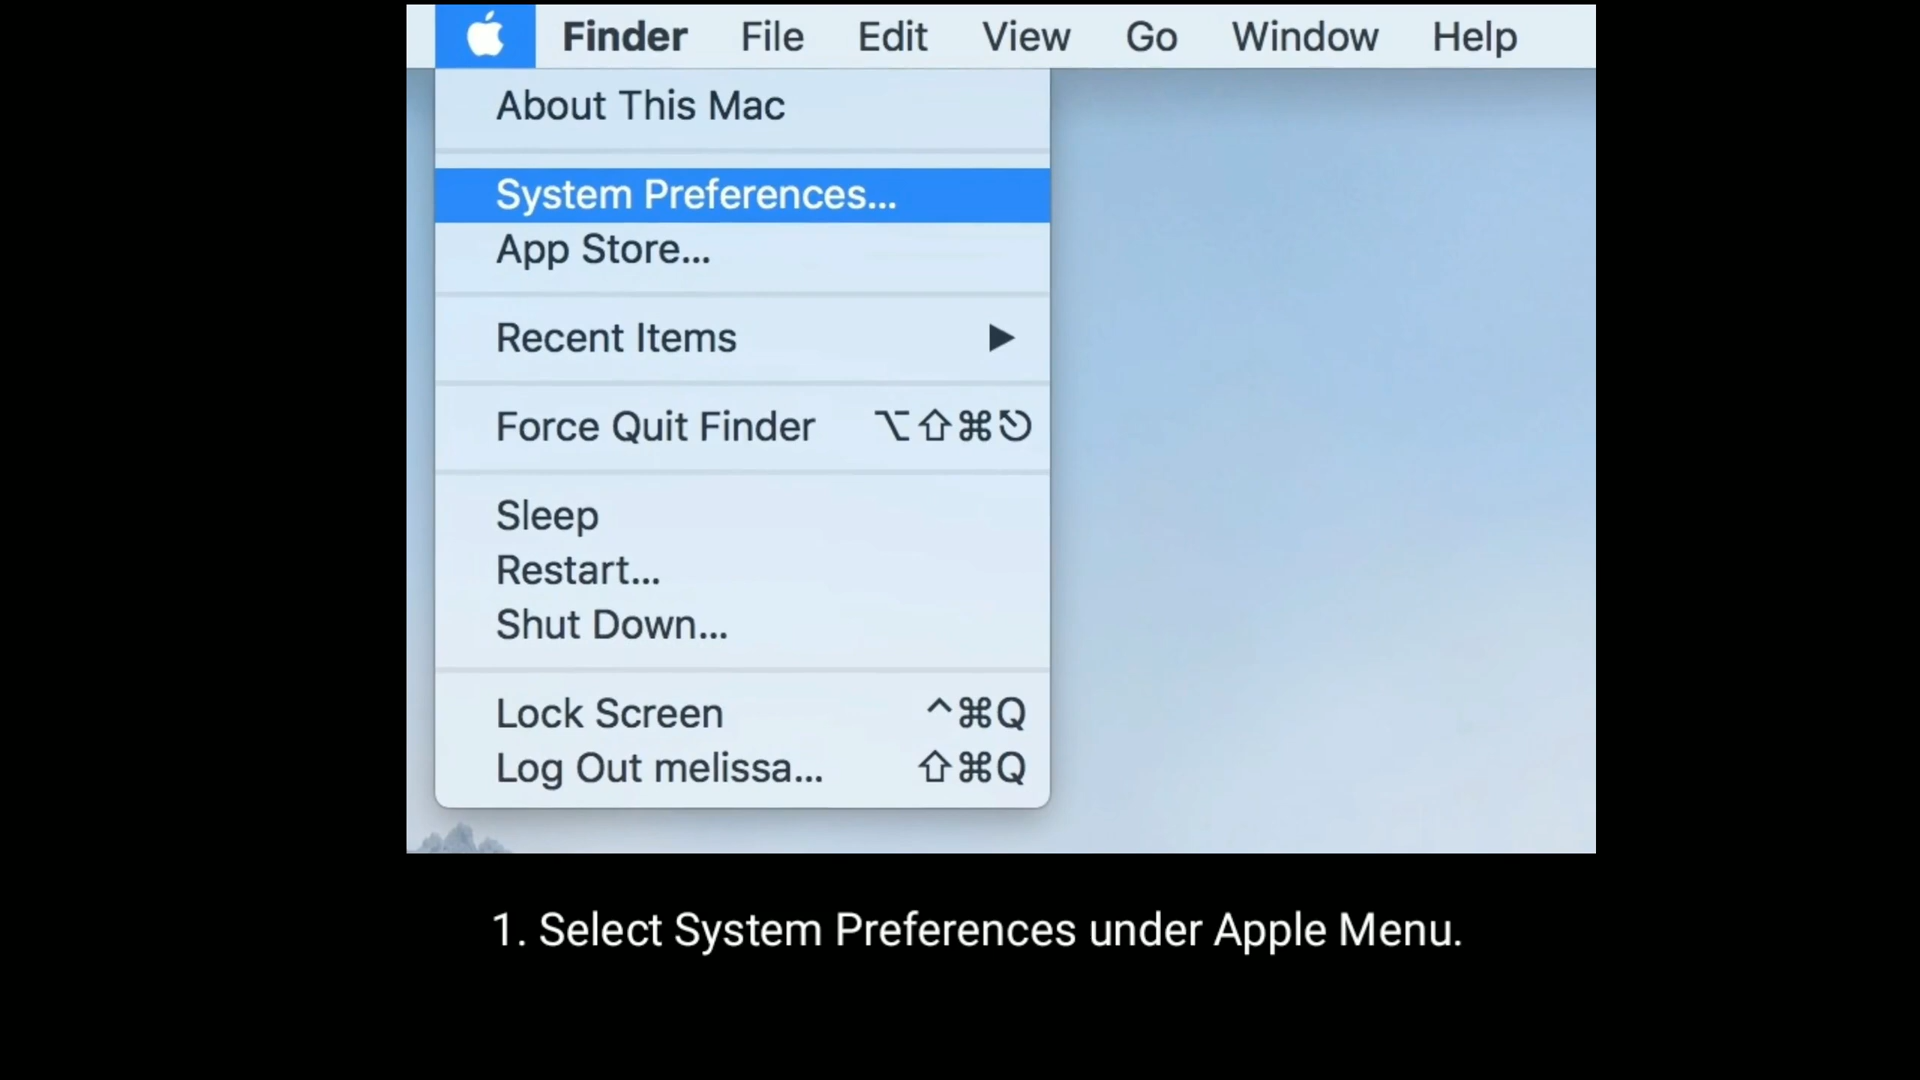 Finder File Edit View Go Window Help
About This Mac
System Preferences...
App Store...
Recent Items ▶
Force Quit Finder ⌥⇧⌘⎋
Sleep
Restart...
Shut Down...
Lock Screen ^⌘Q
Log Out melissa... ⇧⌘Q
1. Select System Preferences under Apple Menu.